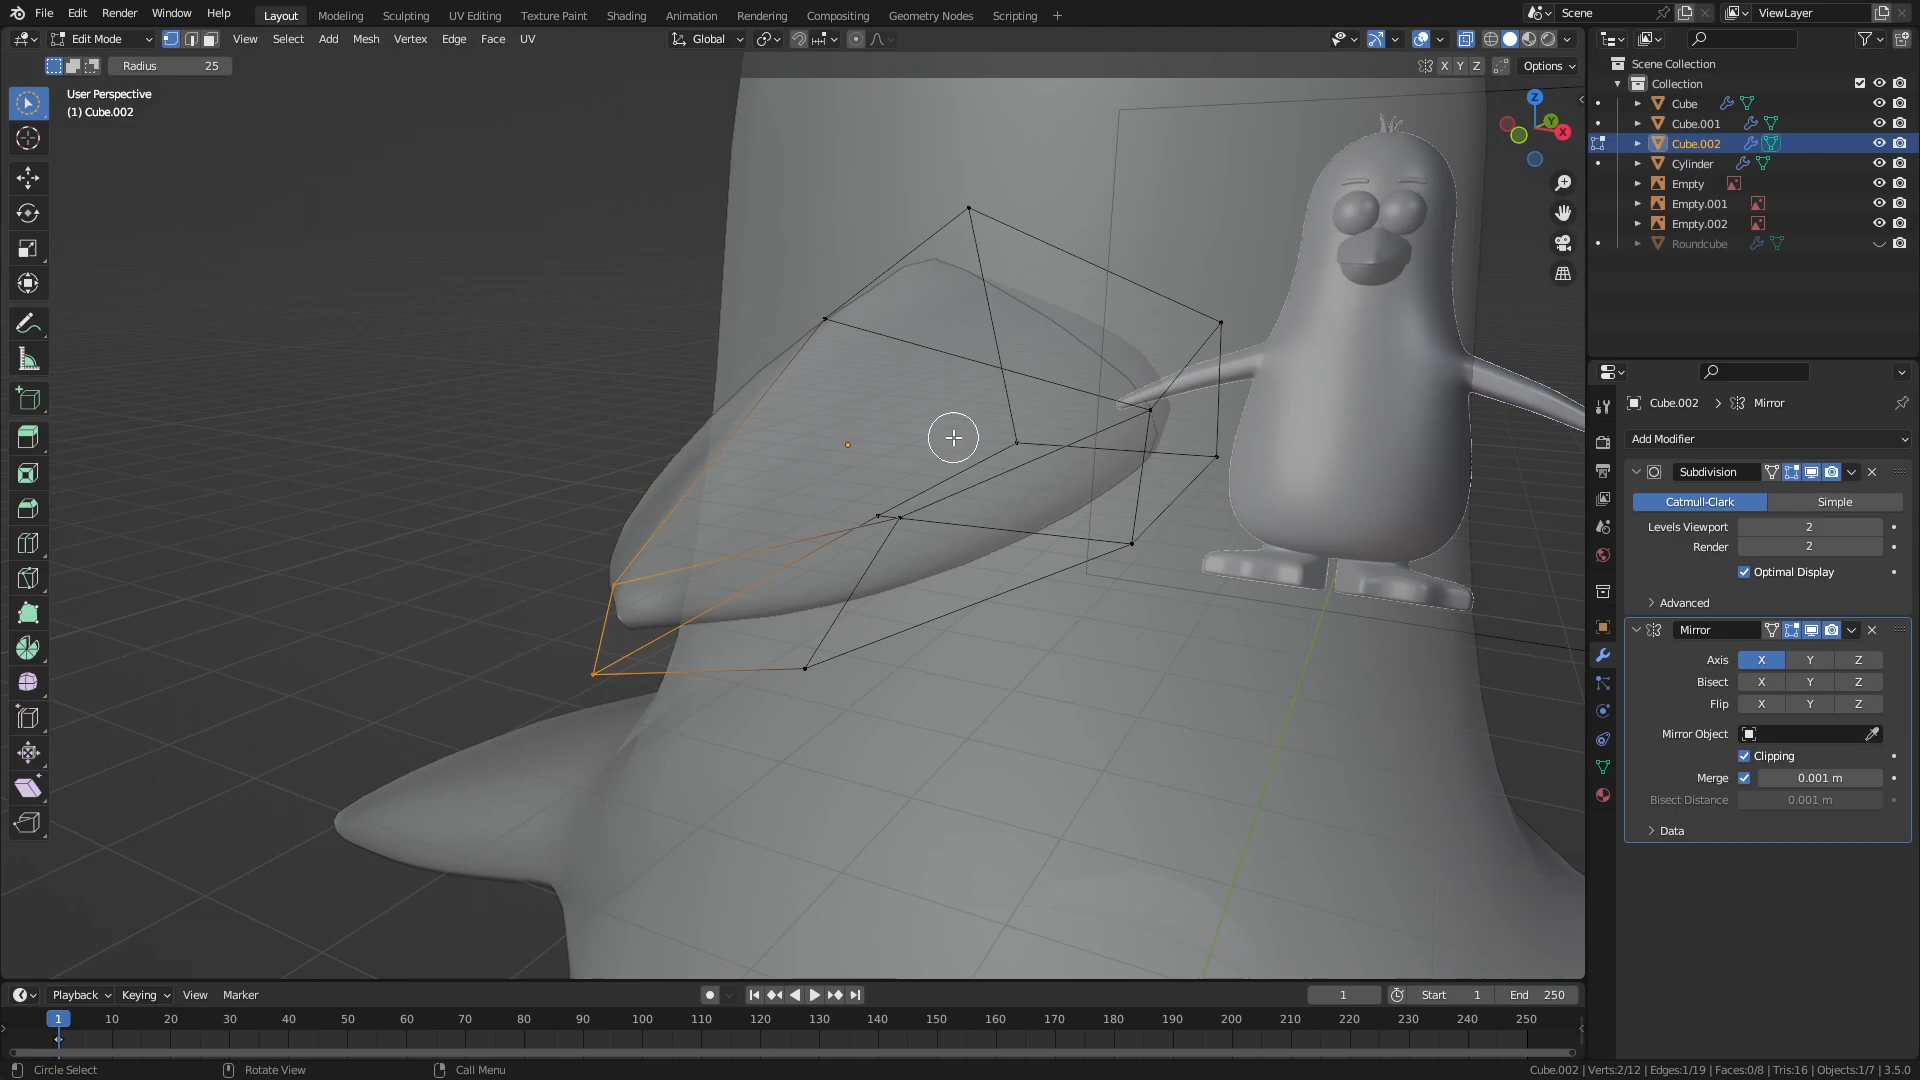 File Edit Render Window Help Layout Modeling Sculpting UV Editing Texture Paint Shading Animation Rendering Compositing Geometry Nodes Scripting Scene ViewLayer
Edit Mode View Select Add Mesh Vertex Edge Face UV Global
Radius 25 X Y Z Options
User Perspective
(1) Cube.002
Z
Y
X
Scene Collection
Collection
Cube
Cube.001
Cube.002
Cylinder
Empty
Empty.001
Empty.002
Roundcube
Cube.002 Mirror
Add Modifier
Subdivision
Catmull-Clark Simple
Levels Viewport 2
Render 2
Optimal Display
Advanced
Mirror
Axis X Y Z
Bisect X Y Z
Flip X Y Z
Mirror Object
Clipping
Merge 0.001 m
Bisect Distance 0.001 m
Data
Playback Keying View Marker 1 Start 1 End 250
1 10 20 30 40 50 60 70 80 90 100 110 120 130 140 150 160 170 180 190 200 210 220 230 240 250
Circle Select Rotate View Call Menu Cube.002 | Verts:2/12 | Edges:1/19 | Faces:0/8 | Tris:16 | Objects:1/7 | 3.5.0